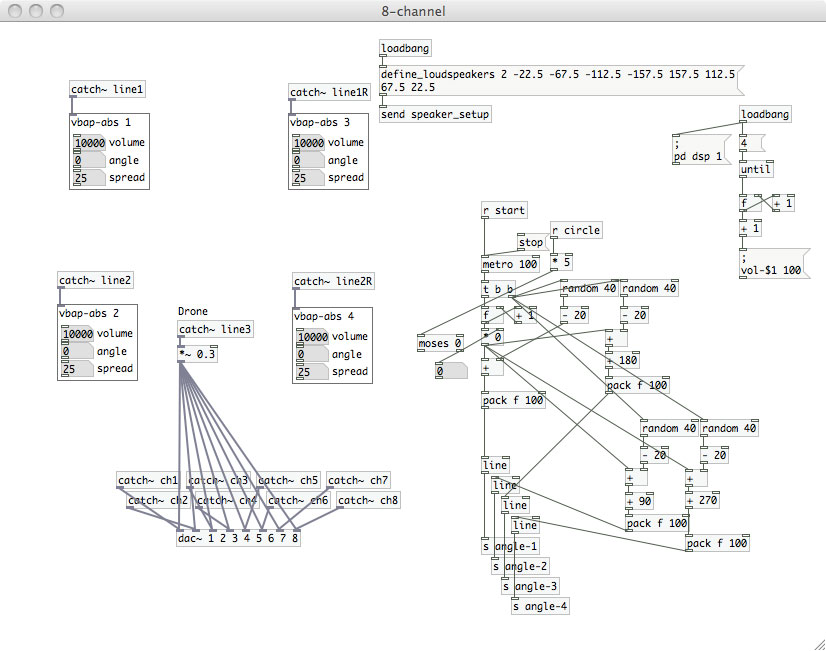 8-channel
loadbang
define_loudspeakers 2 -22.5 -67.5 -112.5 -157.5 157.5 112.5
67.5 22.5
send speaker_setup
catch~ line1
vbap-abs 1
10000 volume
0 angle
25 spread
catch~ line1R
vbap-abs 3
10000 volume
0 angle
25 spread
loadbang
;
pd dsp 1
4
until
f
+ 1
+ 1
;
vol-$1 100
r start
r circle
stop
* 5
metro 100
t b b
random 40
random 40
f
+ 1
- 20
- 20
moses 0
* 0
+
0
+
+ 180
pack f 100
pack f 100
catch~ line2
vbap-abs 2
10000 volume
0 angle
25 spread
Drone
catch~ line3
*~ 0.3
catch~ line2R
vbap-abs 4
10000 volume
0 angle
25 spread
random 40
random 40
- 20
- 20
+
+
+ 90
+ 270
pack f 100
pack f 100
line
line
line
line
catch~ ch1
catch~ ch3
catch~ ch5
catch~ ch7
catch~ ch2
catch~ ch4
catch~ ch6
catch~ ch8
dac~ 1 2 3 4 5 6 7 8
s angle-1
s angle-2
s angle-3
s angle-4